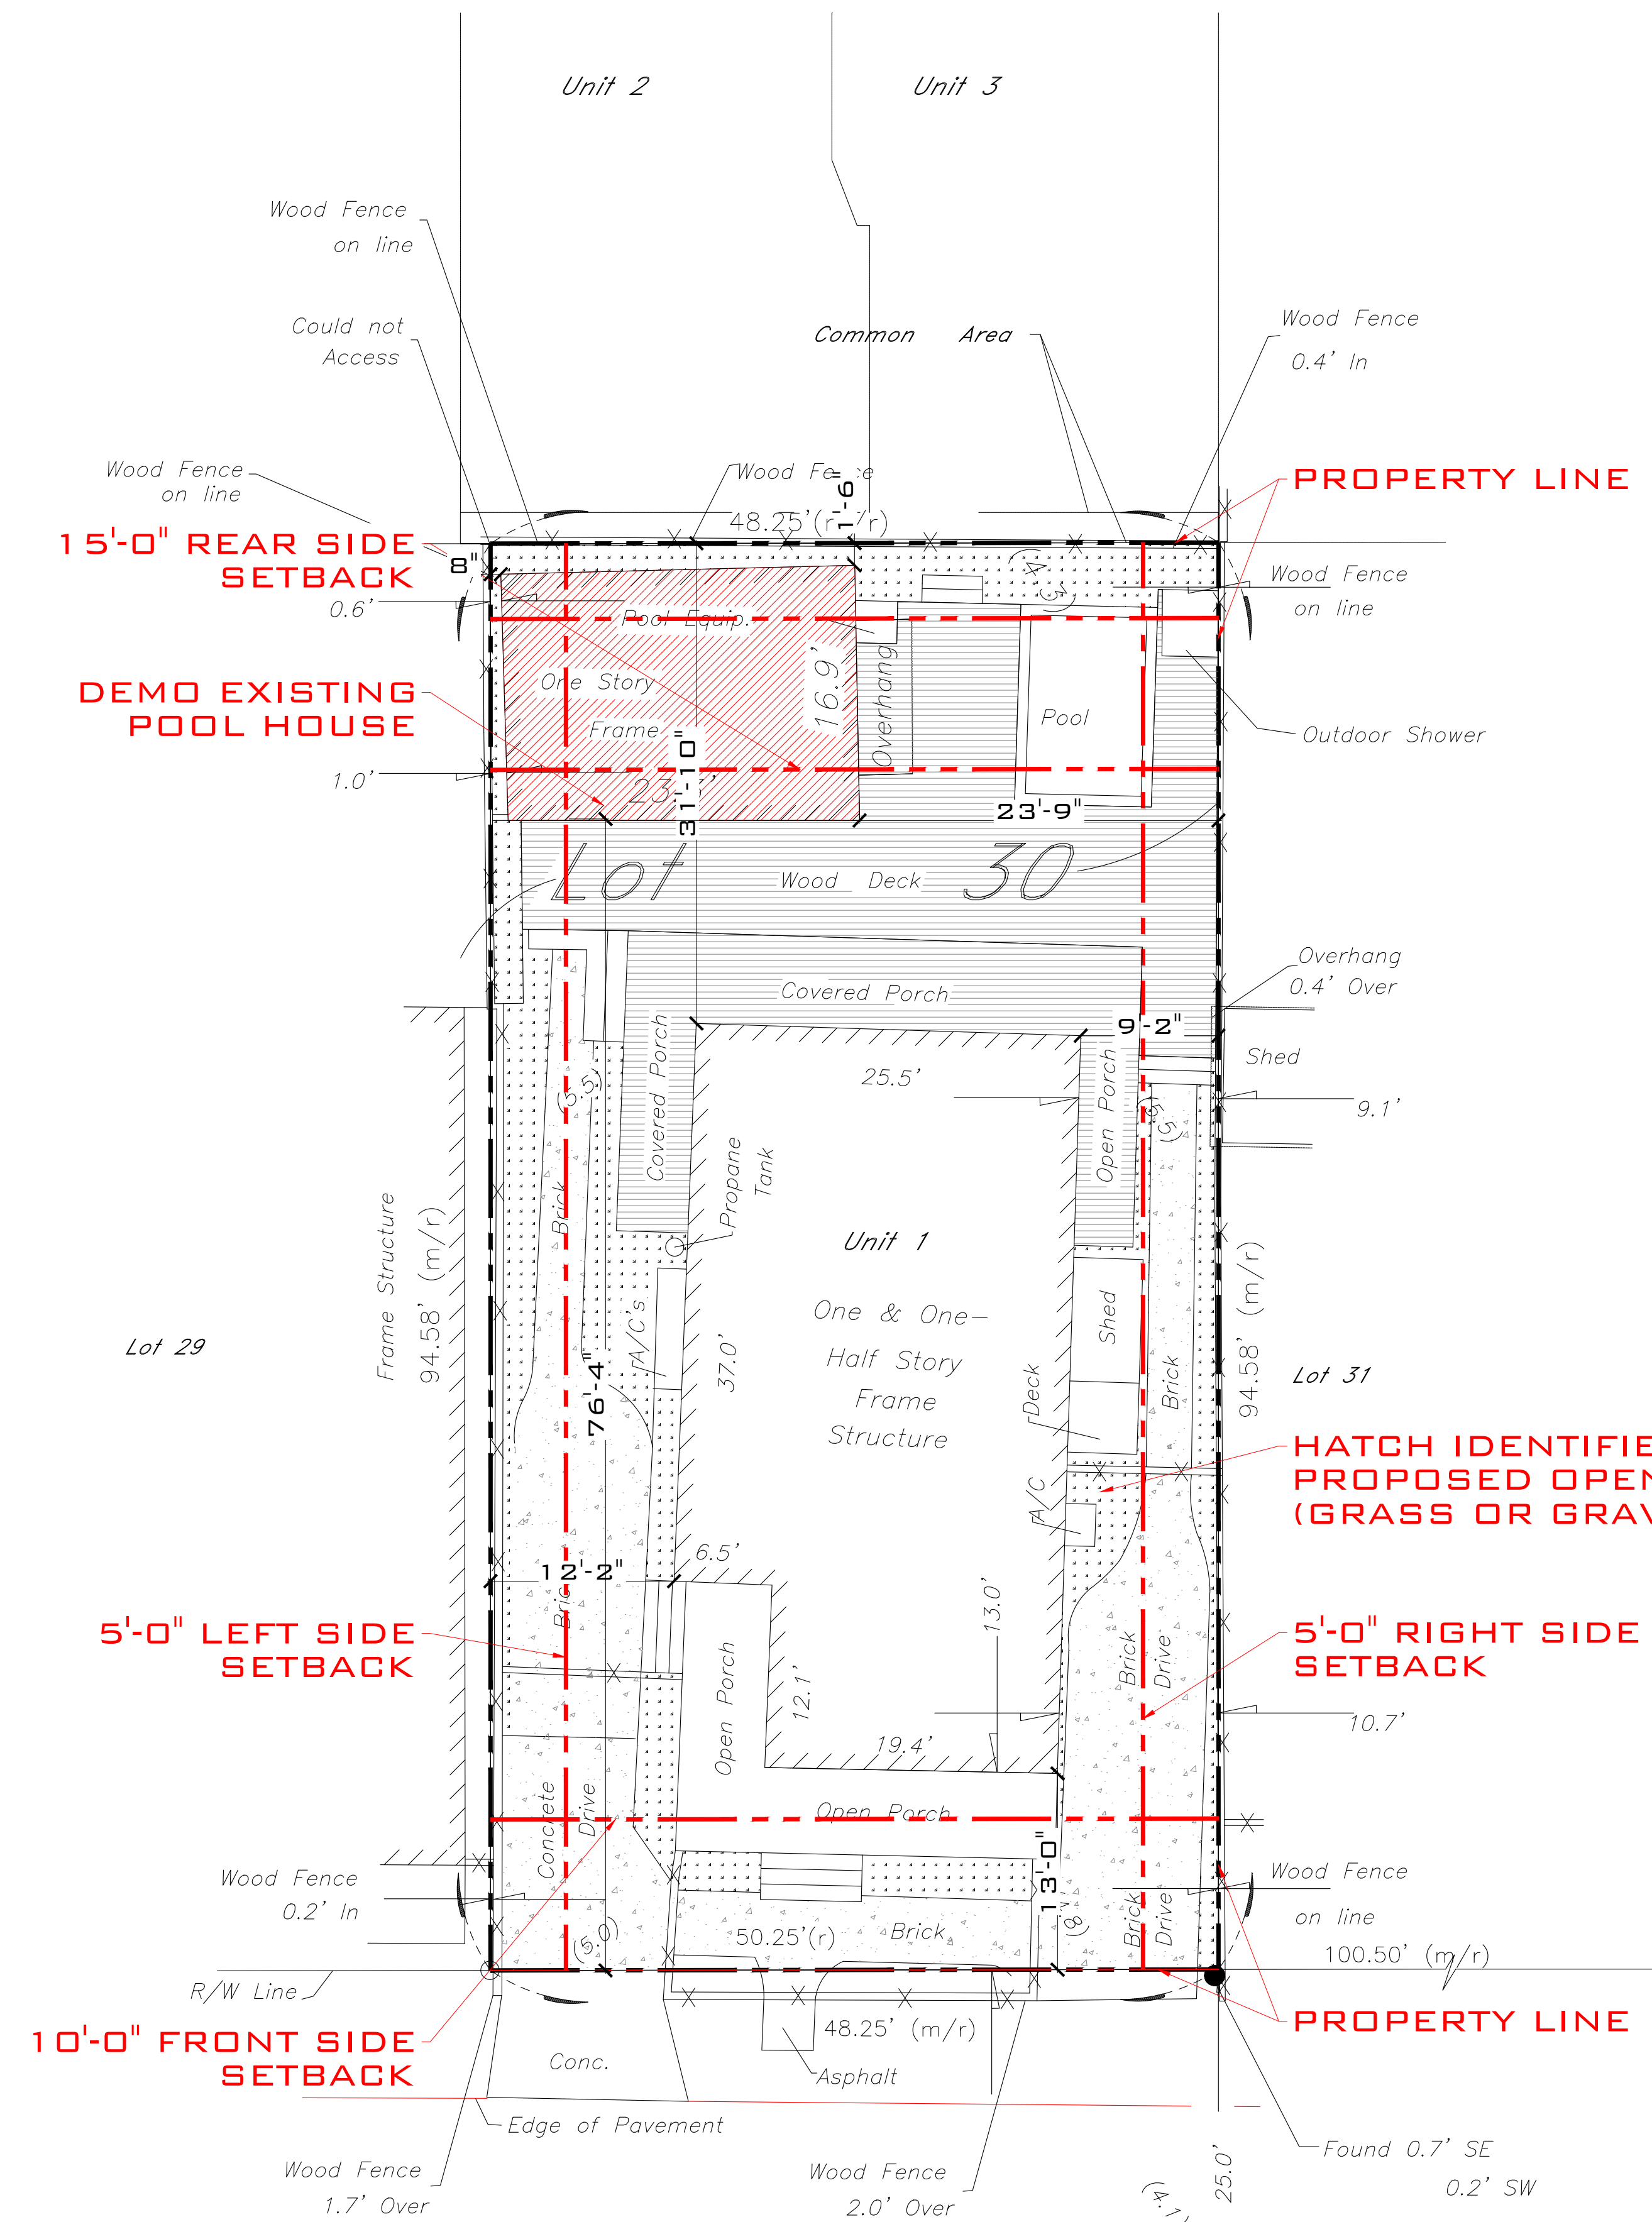 Unit 2
Unit 3
Wood Fence
on line
Could not
Access
Common Area
Wood Fence
0.4' In
Wood Fence
on line
Wood Fe
1'-6"
48.25'(r
PROPERTY LINE
15'-0" REAR SIDE
SETBACK
8"
0.6'
(4.5)
Wood Fence
on line
Pool Equip.
DEMO EXISTING
POOL HOUSE
One Story
Frame
16.9'
Overhang
Pool
Outdoor Shower
1.0'
31'-10"
23'-9"
Lot 30
Wood Deck
Covered Porch
Overhang
0.4' Over
9'-2"
Shed
25.5'
Covered Porch
(5.5)
Open Porch
(5.5)
9.1'
Propane
Tank
Brick
Frame Structure
94.58' (m/r)
Unit 1
One & One-
Half Story
Frame
Structure
Shed
94.58' (m/r)
Lot 29
A/C's
37.0'
76'-4"
Deck
Brick
Lot 31
A/C
HATCH IDENTIFIE
PROPOSED OPEN
(GRASS OR GRAV
6.5'
12'-2"
13.0'
5'-0" LEFT SIDE
SETBACK
Open Porch
12.1'
Brick
Drive
5'-0" RIGHT SIDE
SETBACK
19.4'
10.7'
Concrete
Drive
Open Porch
13'-0"
Wood Fence
0.2' In
Wood Fence
on line
(5.0)
50.25'(r)
Brick
Brick
Drive
100.50' (m/r)
R/W Line
10'-0" FRONT SIDE
SETBACK
48.25' (m/r)
PROPERTY LINE
Conc.
Asphalt
Edge of Pavement
Wood Fence
1.7' Over
Wood Fence
2.0' Over
25.0'
Found 0.7' SE
0.2' SW